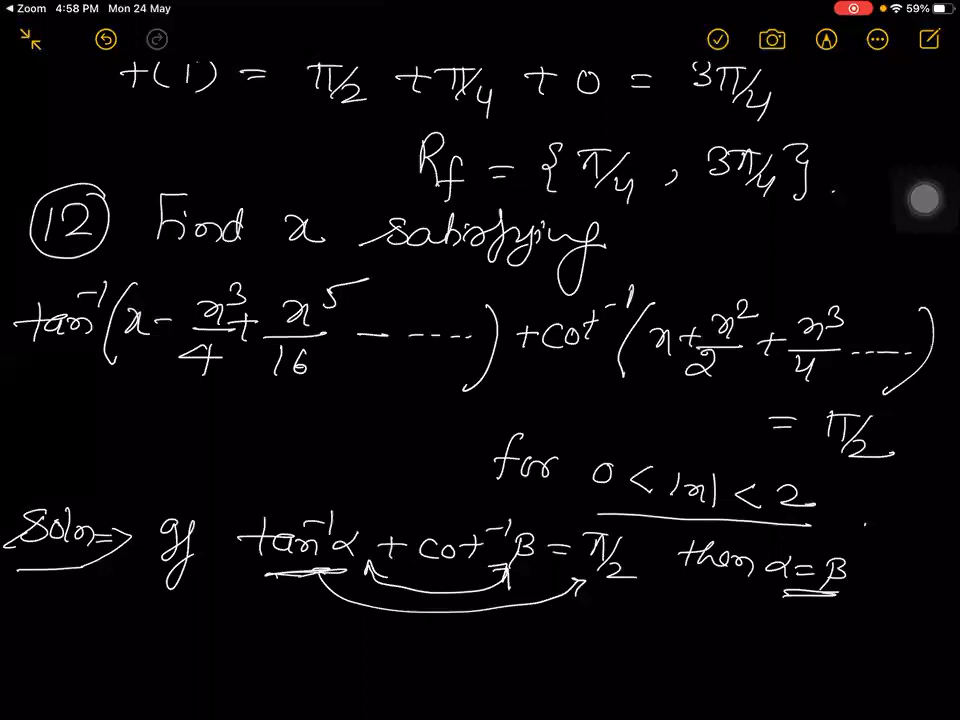 Zoom 4:58 PM Mon 24 May 59%
f(1) = π/2 + π/4 + 0 = 3π/4
Rf = {π/4, 3π/4}.
12 Find x satisfying
tan⁻¹(x - x³/4 + x⁵/16 - ....) + cot⁻¹(x + x²/2 + x³/4 ....)
= π/2
for 0 < |x| < 2
Soln⇒ If tan⁻¹α + cot⁻¹β = π/2 then α = β